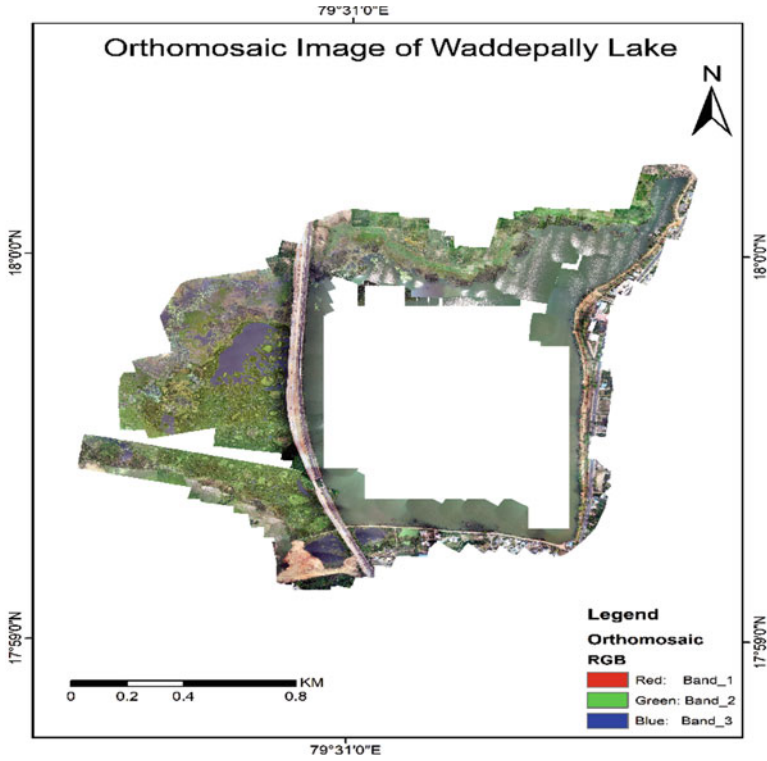 79°31'0"E
Orthomosaic Image of Waddepally Lake
N
18°0'0"N
18°0'0"N
17°59'0"N
17°59'0"N
Legend
Orthomosaic
RGB
Red: Band_1
Green: Band_2
Blue: Band_3
KM
0 0.2 0.4 0.8
79°31'0"E